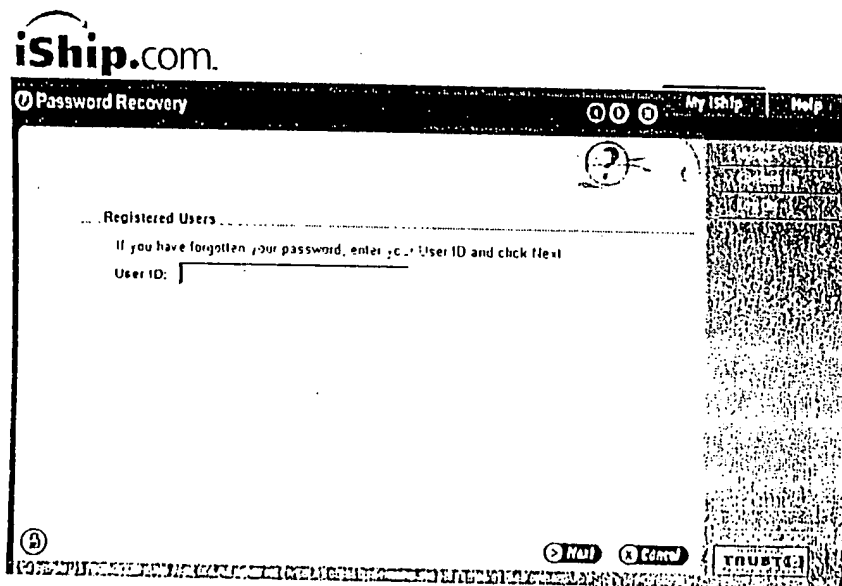 iShip.com.
Password Recovery
My iShip
Help
Registered Users
If you have forgotten your password, enter your User ID and click Next
User ID:
Next
Cancel
TRUSTe